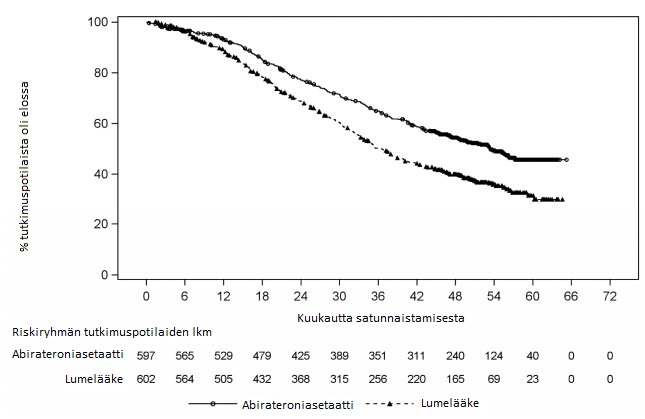 % tutkimuspotilaista oli elossa
100
80
60
40
20
0
0 6 12 18 24 30 36 42 48 54 60 66 72
Kuukautta satunnaistamisesta
Riskiryhmän tutkimuspotilaiden lkm
Abirateroniasetaatti 597 565 529 479 425 389 351 311 240 124 40 0 0
Lumelääke 602 564 505 432 368 315 256 220 165 69 23 0 0
Abirateroniasetaatti Lumelääke